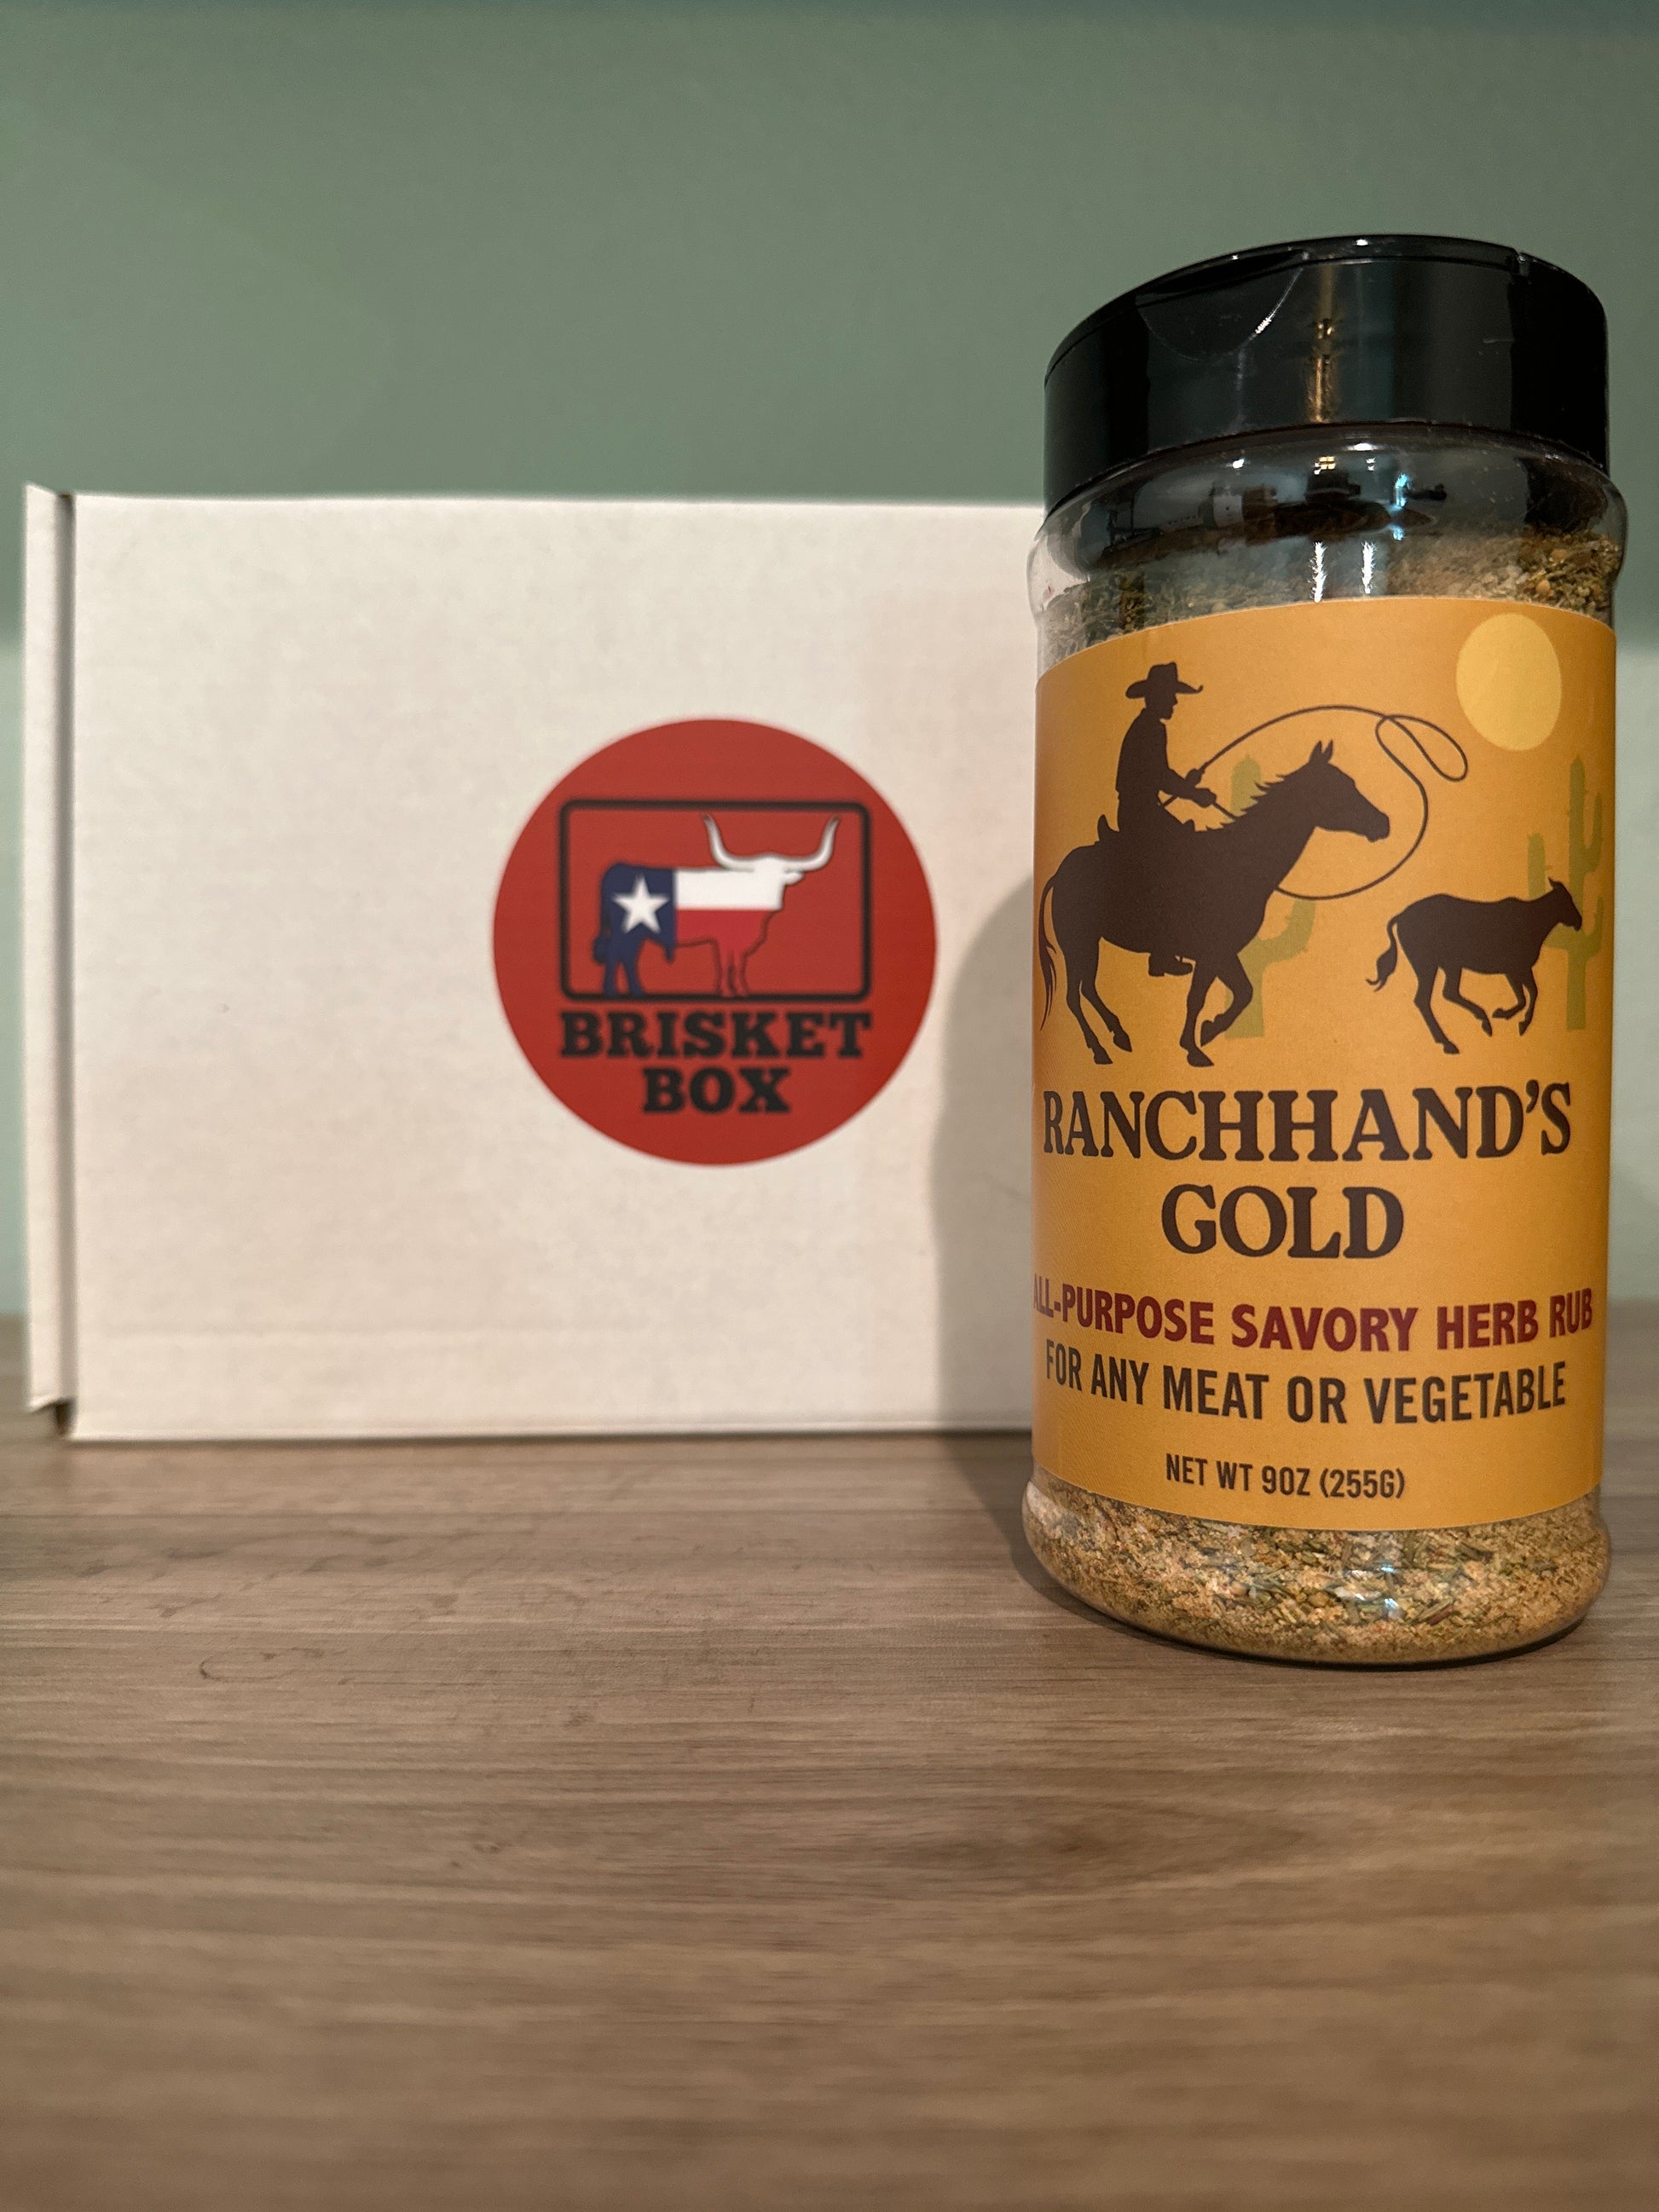 BRISKET
BOX
RANCHHAND'S
GOLD
ALL-PURPOSE SAVORY HERB RUB
FOR ANY MEAT OR VEGETABLE
NET WT 9OZ (255G)